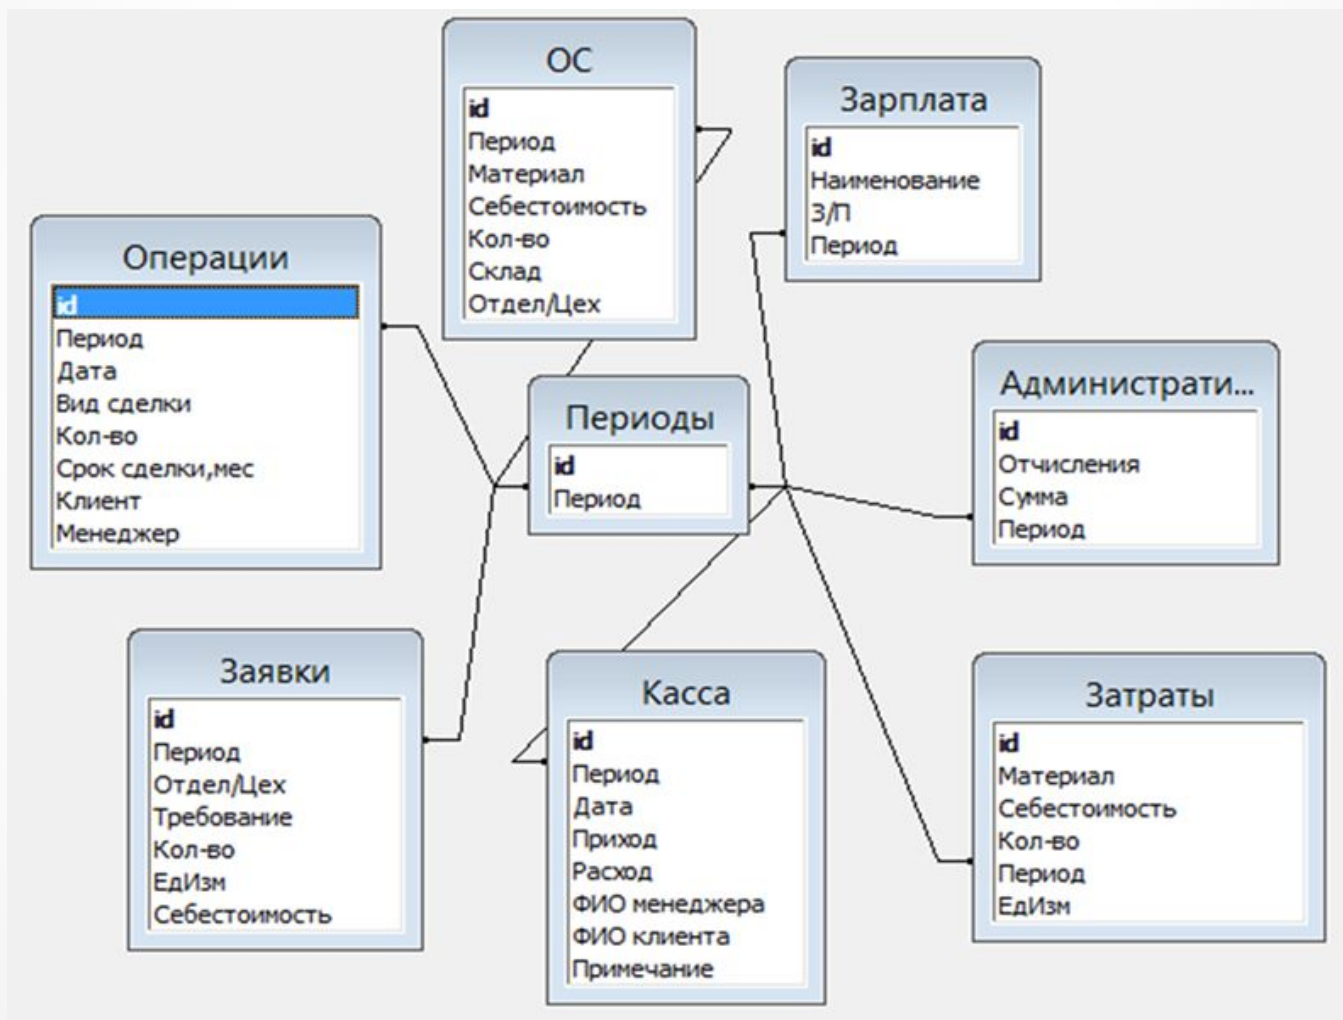 ОС
id
Период
Материал
Себестоимость
Кол-во
Склад
Отдел/Цех
Зарплата
id
Наименование
З/П
Период
Операции
id
Период
Дата
Вид сделки
Кол-во
Срок сделки,мес
Клиент
Менеджер
Периоды
id
Период
Администрати...
id
Отчисления
Сумма
Период
Заявки
id
Период
Отдел/Цех
Требование
Кол-во
ЕдИзм
Себестоимость
Касса
id
Период
Дата
Приход
Расход
ФИО менеджера
ФИО клиента
Примечание
Затраты
id
Материал
Себестоимость
Кол-во
Период
ЕдИзм